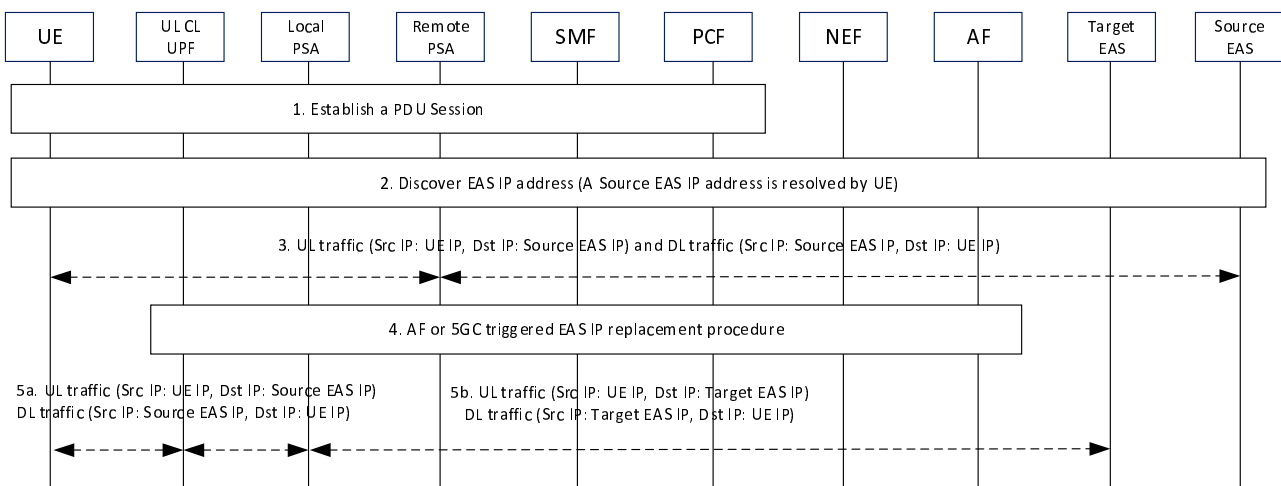 UE
UL CL
UPF
Local
PSA
Remote
PSA
SMF
PCF
NEF
AF
Target
EAS
Source
EAS
1. Establish a PDU Session
2. Discover EAS IP address (A Source EAS IP address is resolved by UE)
3. UL traffic (Src IP: UE IP, Dst IP: Source EAS IP) and DL traffic (Src IP: Source EAS IP, Dst IP: UE IP)
4. AF or 5GC triggered EAS IP replacement procedure
5a. UL traffic (Src IP: UE IP, Dst IP: Source EAS IP)
DL traffic (Src IP: Source EAS IP, Dst IP: UE IP)
5b. UL traffic (Src IP: UE IP, Dst IP: Target EAS IP)
DL traffic (Src IP: Target EAS IP, Dst IP: UE IP)